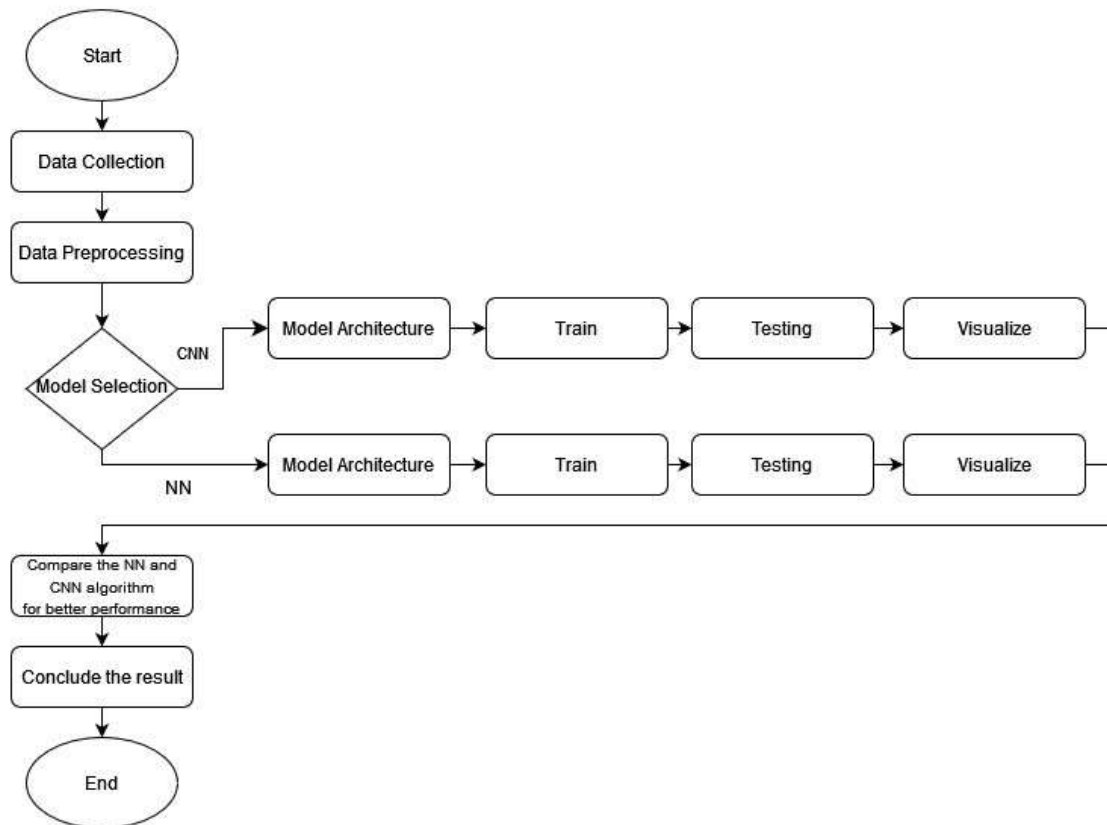 Start
Data Collection
Data Preprocessing
Model Selection
CNN
Model Architecture
Train
Testing
Visualize
NN
Model Architecture
Train
Testing
Visualize
Compare the NN and
CNN algorithm
for better performance
Conclude the result
End